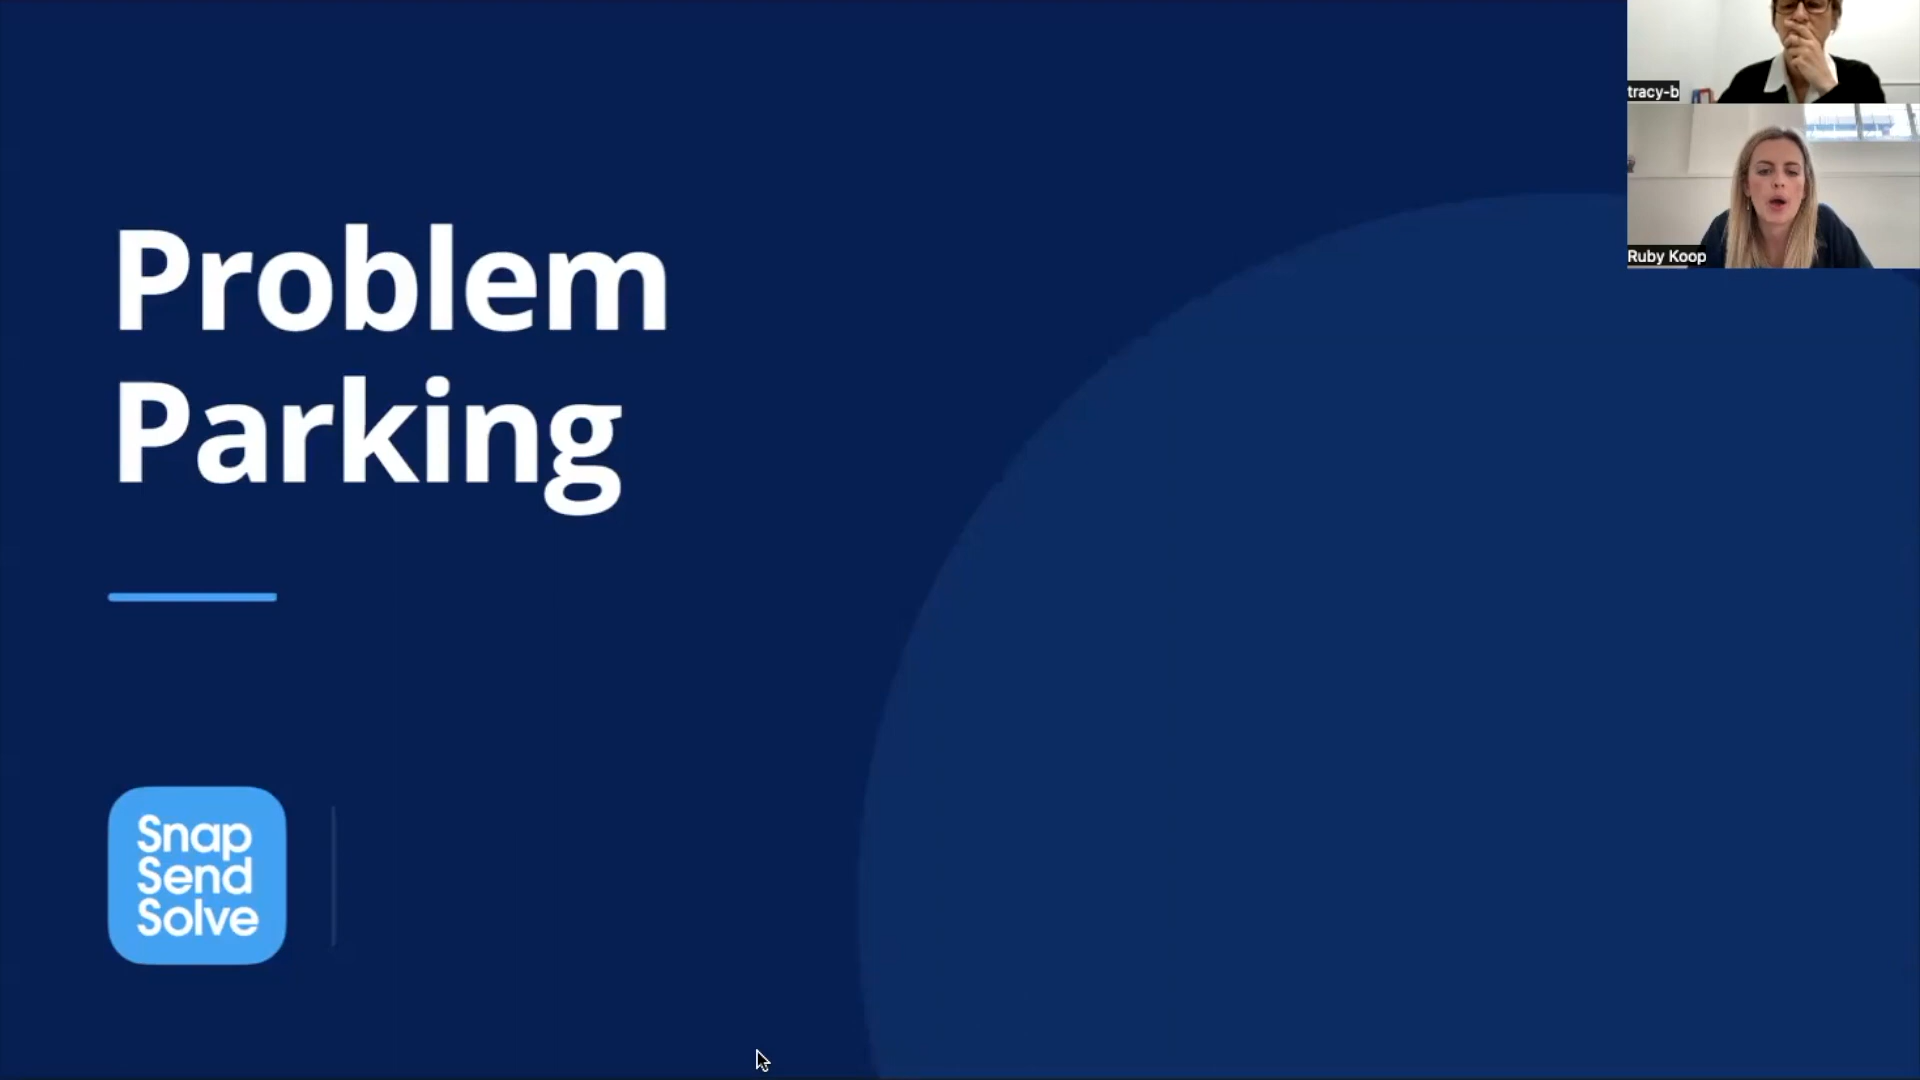 Problem
Parking
Snap
Send
Solve
tracy-b
Ruby Koop